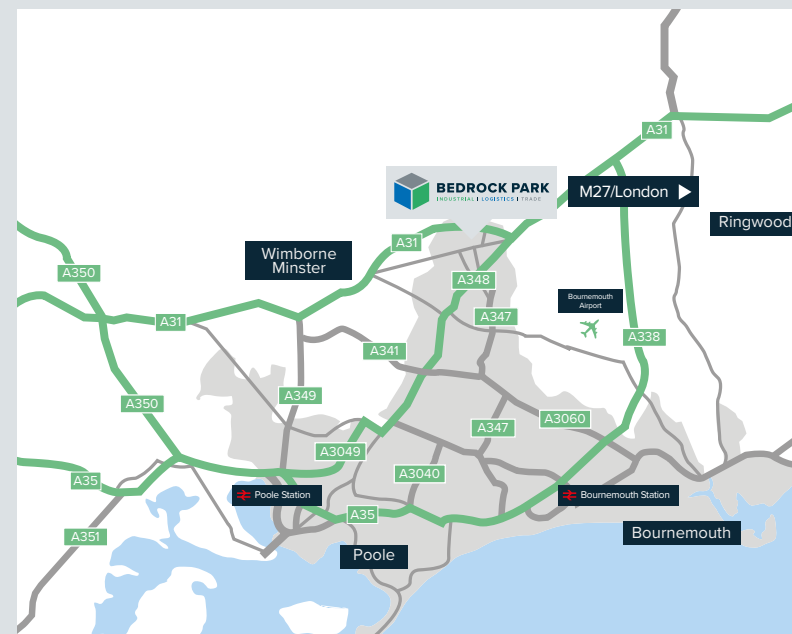 A31
BEDROCK PARK
INDUSTRIAL | LOGISTICS | TRADE
M27/London
Ringwood
A31
Wimborne
Minster
A350
A348
Bournemouth
Airport
A31
A347
A338
A341
A349
A350
A3060
A347
A3049
A3040
A35
Poole Station
Bournemouth Station
A35
A351
Bournemouth
Poole